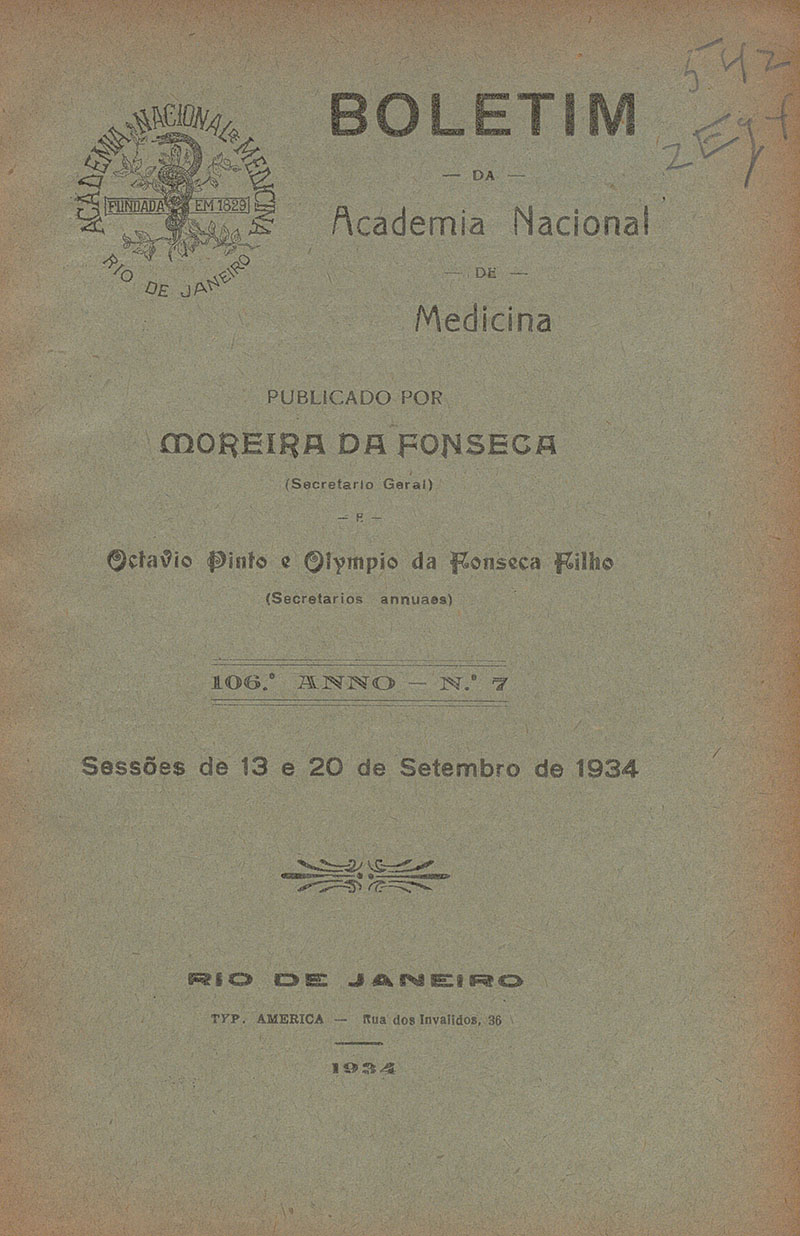 542
2Eg
ACADEMIA NACIONAL DE MEDICINA
FUNDADA EM 1829
RIO DE JANEIRO
BOLETIM
— DA —
Academia Nacional
— DE —
Medicina
PUBLICADO POR
MOREIRA DA FONSECA
(Secretario Geral)
— E —
Octavio Pinto e Olympio da Fonseca Filho
(Secretarios annuaes)
106.º ANNO — N.º 7
Sessões de 13 e 20 de Setembro de 1934
RIO DE JANEIRO
TYP. AMERICA — Rua dos Invalidos, 36
1934